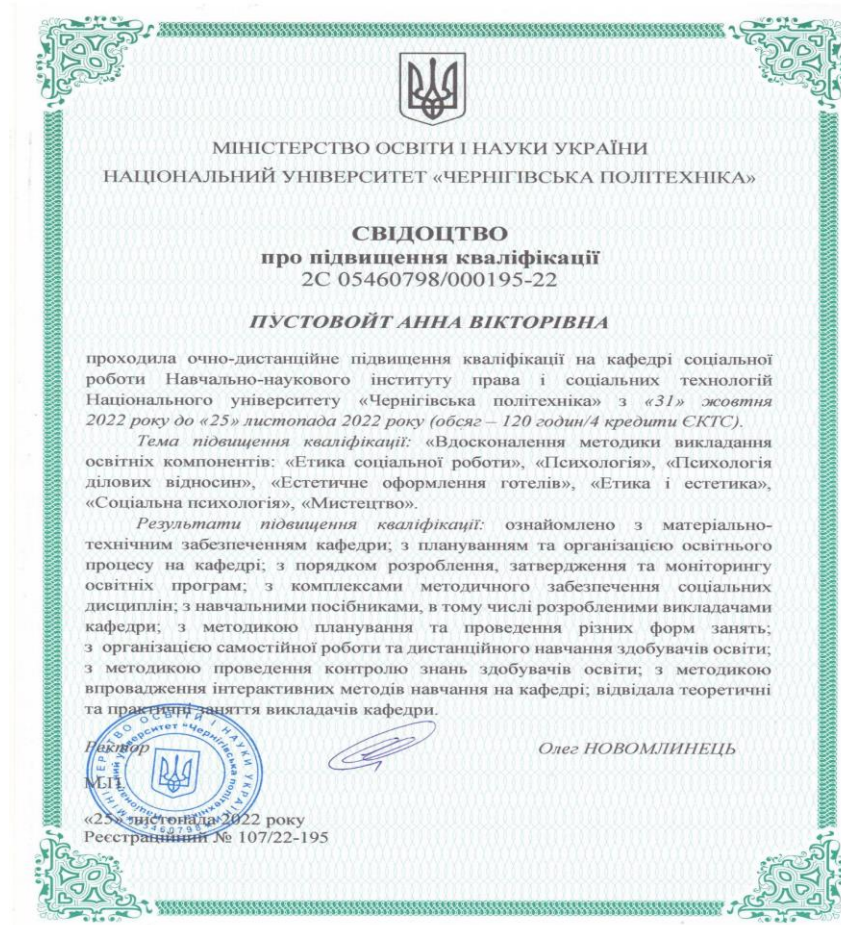 МІНІСТЕРСТВО ОСВІТИ І НАУКИ УКРАЇНИ
НАЦІОНАЛЬНИЙ УНІВЕРСИТЕТ «ЧЕРНІГІВСЬКА ПОЛІТЕХНІКА»
СВІДОЦТВО
про підвищення кваліфікації
2С 05460798/000195-22
ПУСТОВОЙТ АННА ВІКТОРІВНА
проходила очно-дистанційне підвищення кваліфікації на кафедрі соціальної
роботи Навчально-наукового інституту права і соціальних технологій
Національного університету «Чернігівська політехніка» з «31» жовтня
2022 року до «25» листопада 2022 року (обсяг – 120 годин/4 кредити ЄКТС).
Тема підвищення кваліфікації: «Вдосконалення методики викладання
освітніх компонентів: «Етика соціальної роботи», «Психологія», «Психологія
ділових відносин», «Естетичне оформлення готелів», «Етика і естетика»,
«Соціальна психологія», «Мистецтво».
Результати підвищення кваліфікації: ознайомлено з матеріально-
технічним забезпеченням кафедри; з плануванням та організацією освітнього
процесу на кафедрі; з порядком розроблення, затвердження та моніторингу
освітніх програм; з комплексами методичного забезпечення соціальних
дисциплін; з навчальними посібниками, в тому числі розробленими викладачами
кафедри; з методикою планування та проведення різних форм занять;
з організацією самостійної роботи та дистанційного навчання здобувачів освіти;
з методикою проведення контролю знань здобувачів освіти; з методикою
впровадження інтерактивних методів навчання на кафедрі; відвідала теоретичні
та практичні заняття викладачів кафедри.
Ректор Олег НОВОМЛИНЕЦЬ
М.П.
«25» листопада 2022 року
Реєстраційний № 107/22-195